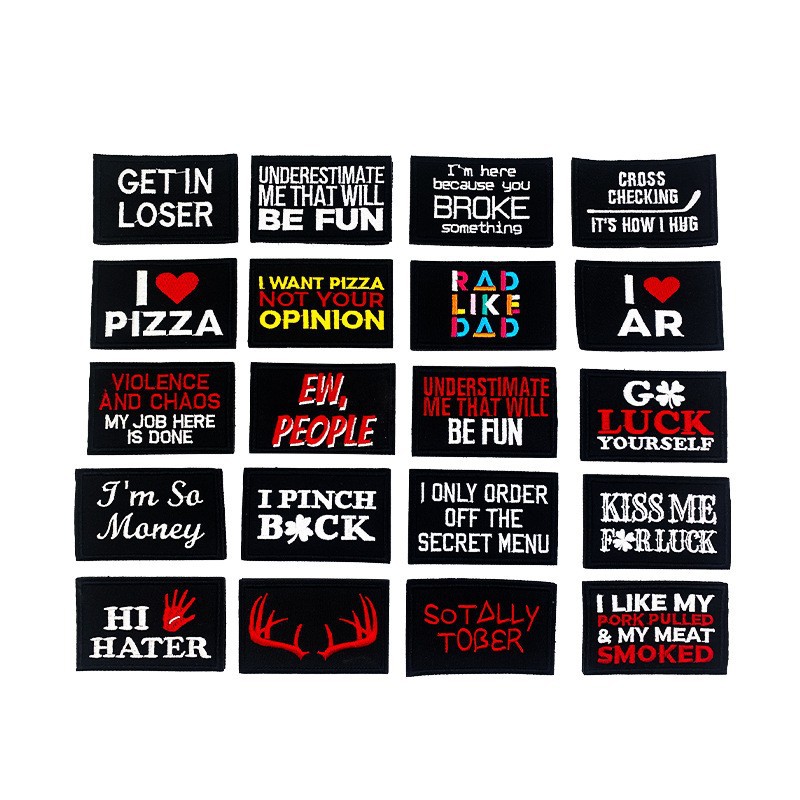 GET IN
LOSER
UNDERESTIMATE
ME THAT WILL
BE FUN
I'm here
because you
BROKE
something
CROSS
CHECKING
IT'S HOW I HUG
I
PIZZA
I WANT PIZZA
NOT YOUR
OPINION
RAD
LIKE
DAD
I
AR
VIOLENCE
AND CHAOS
MY JOB HERE
IS DONE
EW,
PEOPLE
UNDERSTIMATE
ME THAT WILL
BE FUN
G
LUCK
YOURSELF
I'm So
Money
I PINCH
B CK
I ONLY ORDER
OFF THE
SECRET MENU
KISS ME
F R LUCK
HI
HATER
SOTALLY
TOBER
I LIKE MY
PORK PULLED
& MY MEAT
SMOKED